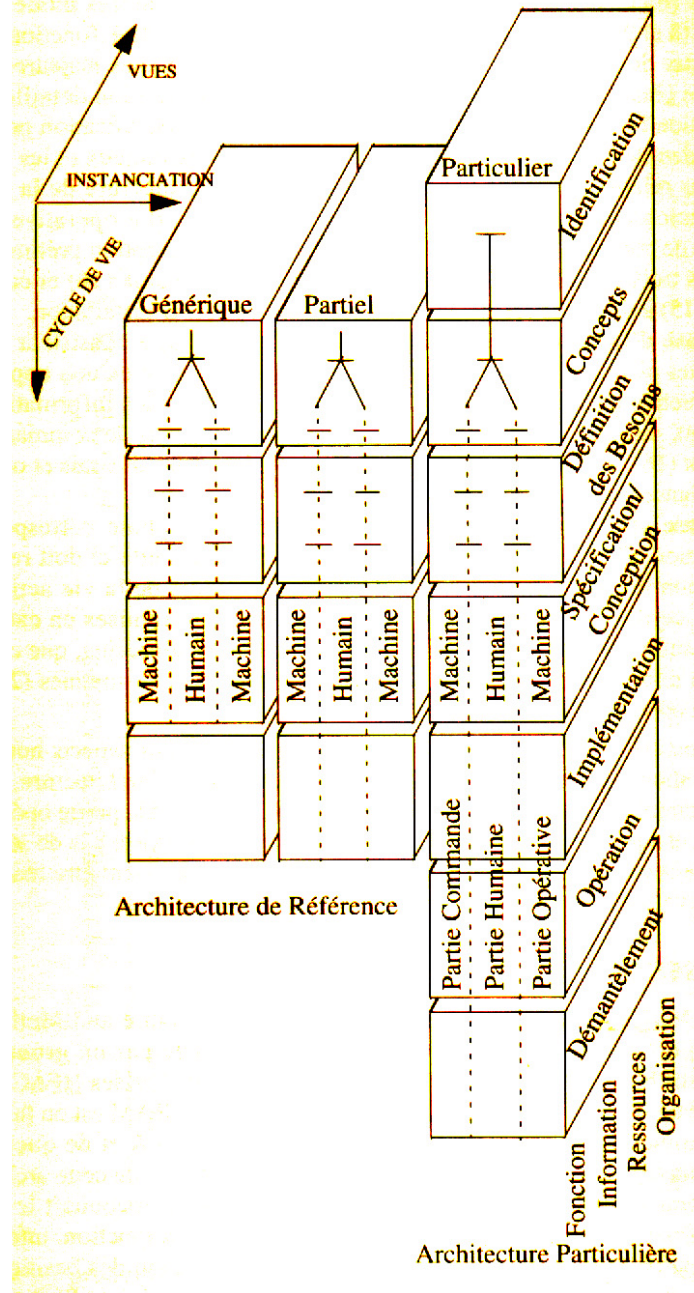 VUES
INSTANCIATION
CYCLE DE VIE
Générique
Partiel
Particulier
Identification
Concepts
Définition
des Besoins
Spécification/
Conception
Implémentation
Opération
Démantèlement
Machine
Humain
Machine
Machine
Humain
Machine
Machine
Humain
Machine
Partie Commande
Partie Humaine
Partie Opérative
Architecture de Référence
Fonction
Information
Ressources
Organisation
Architecture Particulière